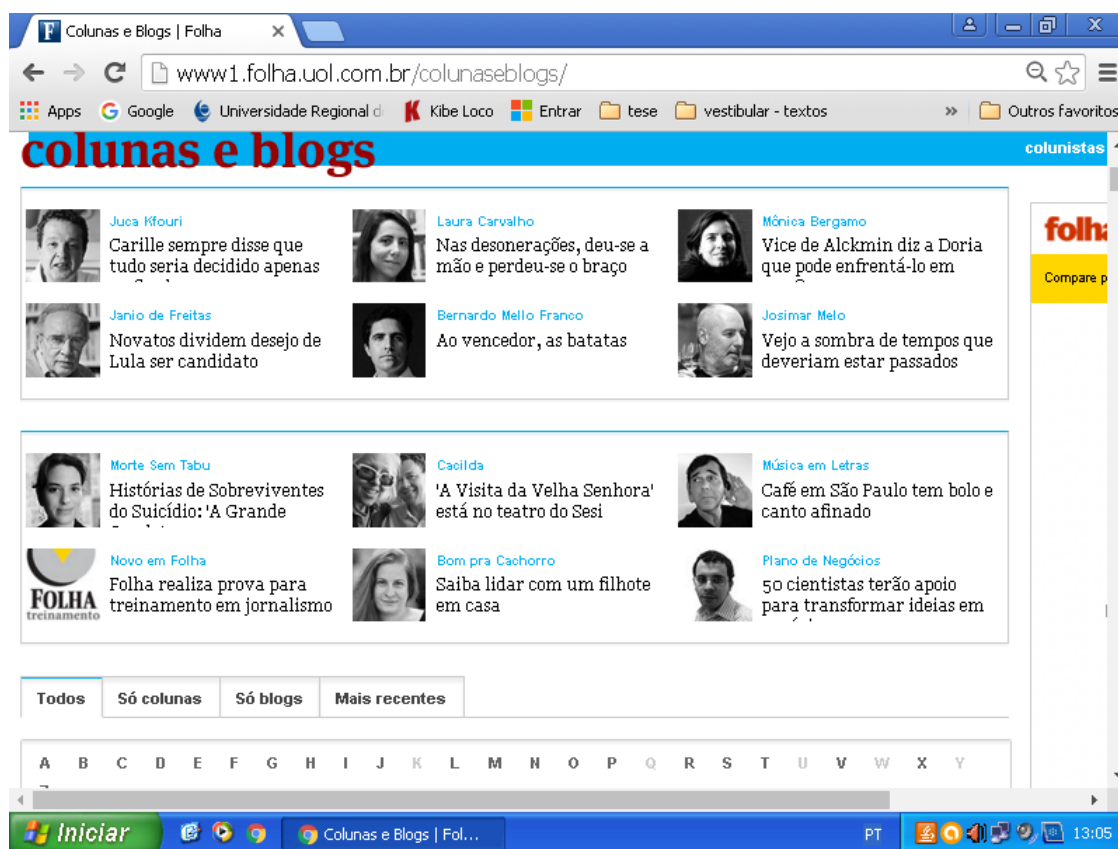 Colunas e Blogs | Folha
www1.folha.uol.com.br/colunaseblogs/
Apps Google Universidade Regional d Kibe Loco Entrar tese vestibular - textos » Outros favoritos
colunas e blogs
colunistas
Juca Kfouri
Carille sempre disse que
tudo seria decidido apenas
Laura Carvalho
Nas desonerações, deu-se a
mão e perdeu-se o braço
Mônica Bergamo
Vice de Alckmin diz a Doria
que pode enfrentá-lo em
folha
Compare p
Janio de Freitas
Novatos dividem desejo de
Lula ser candidato
Bernardo Mello Franco
Ao vencedor, as batatas
Josimar Melo
Vejo a sombra de tempos que
deveriam estar passados
Morte Sem Tabu
Histórias de Sobreviventes
do Suicídio: 'A Grande
Cacilda
'A Visita da Velha Senhora'
está no teatro do Sesi
Música em Letras
Café em São Paulo tem bolo e
canto afinado
FOLHA
treinamento
Novo em Folha
Folha realiza prova para
treinamento em jornalismo
Bom pra Cachorro
Saiba lidar com um filhote
em casa
Plano de Negócios
50 cientistas terão apoio
para transformar ideias em
Todos Só colunas Só blogs Mais recentes
A B C D E F G H I J K L M N O P Q R S T U V W X Y
Iniciar
Colunas e Blogs | Fol...
PT
13:05